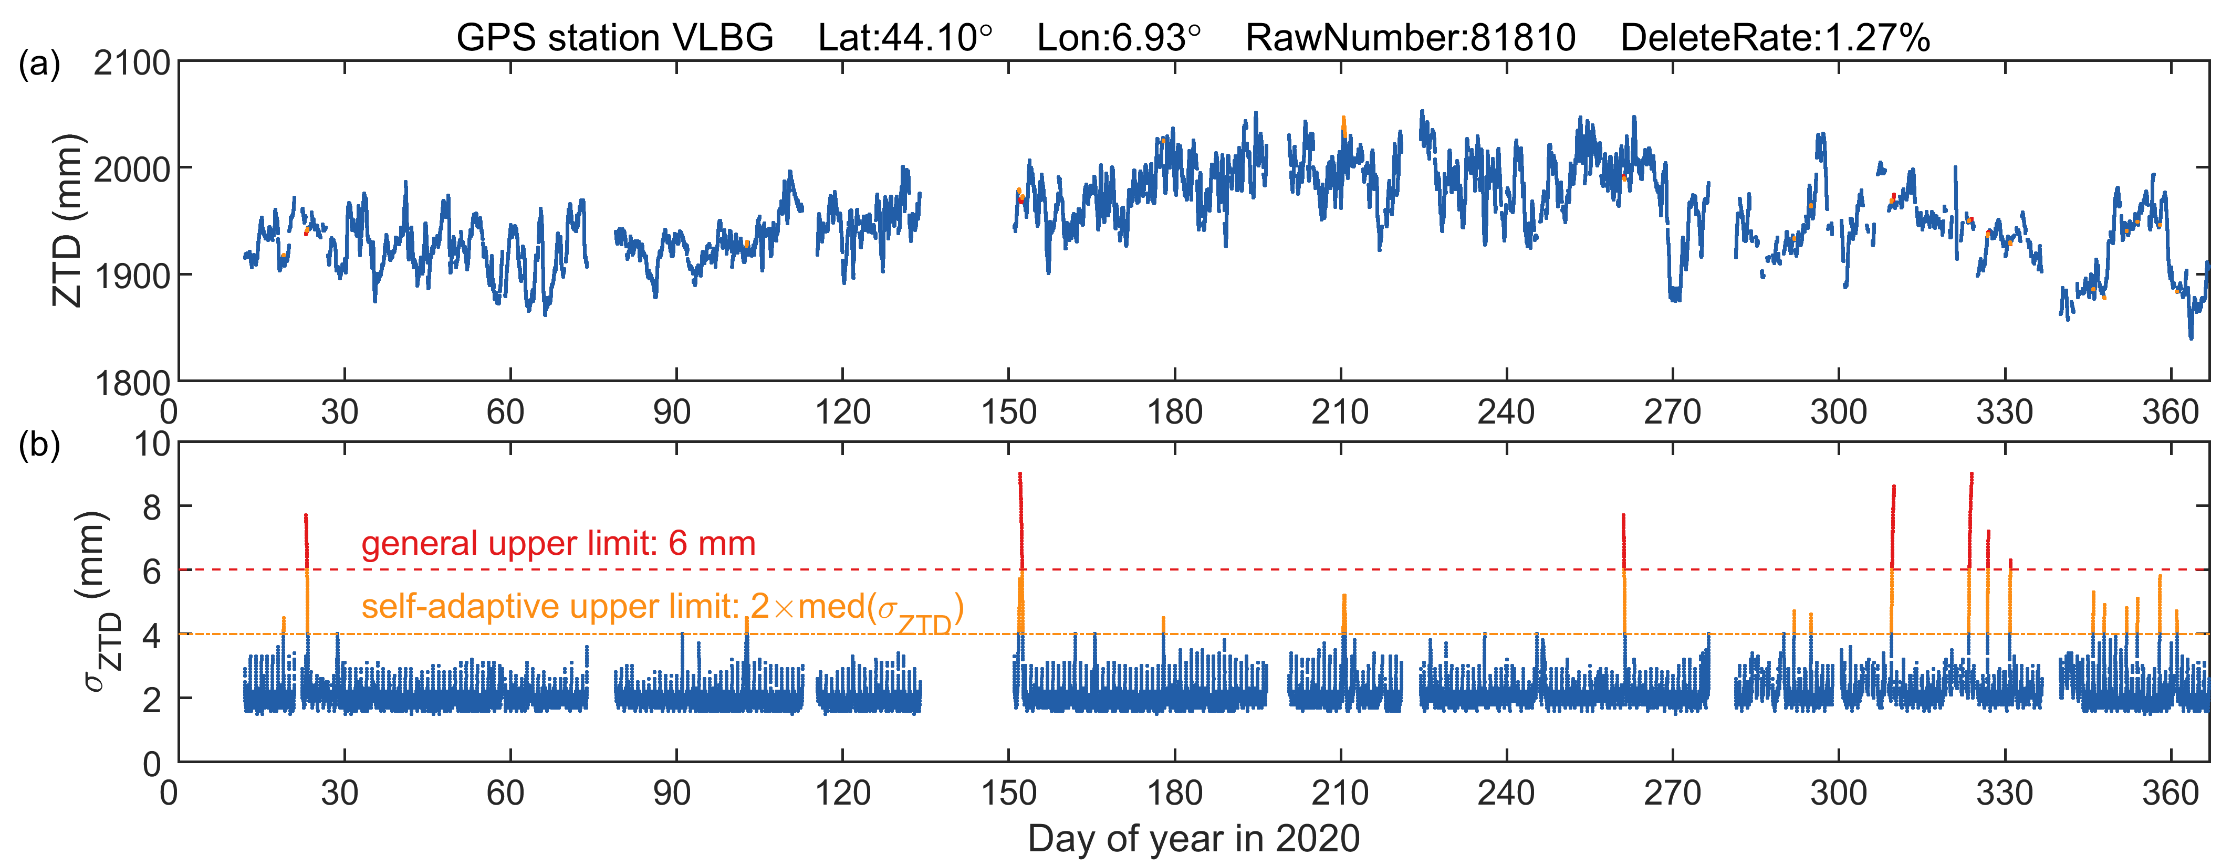 GPS station VLBG Lat:44.10° Lon:6.93° RawNumber:81810 DeleteRate:1.27%
(a)
2100
2000
1900
1800
ZTD (mm)
0 30 60 90 120 150 180 210 240 270 300 330 360
(b)
10
8
6
4
2
0
σZTD (mm)
general upper limit: 6 mm
self-adaptive upper limit: 2×med(σZTD)
0 30 60 90 120 150 180 210 240 270 300 330 360
Day of year in 2020